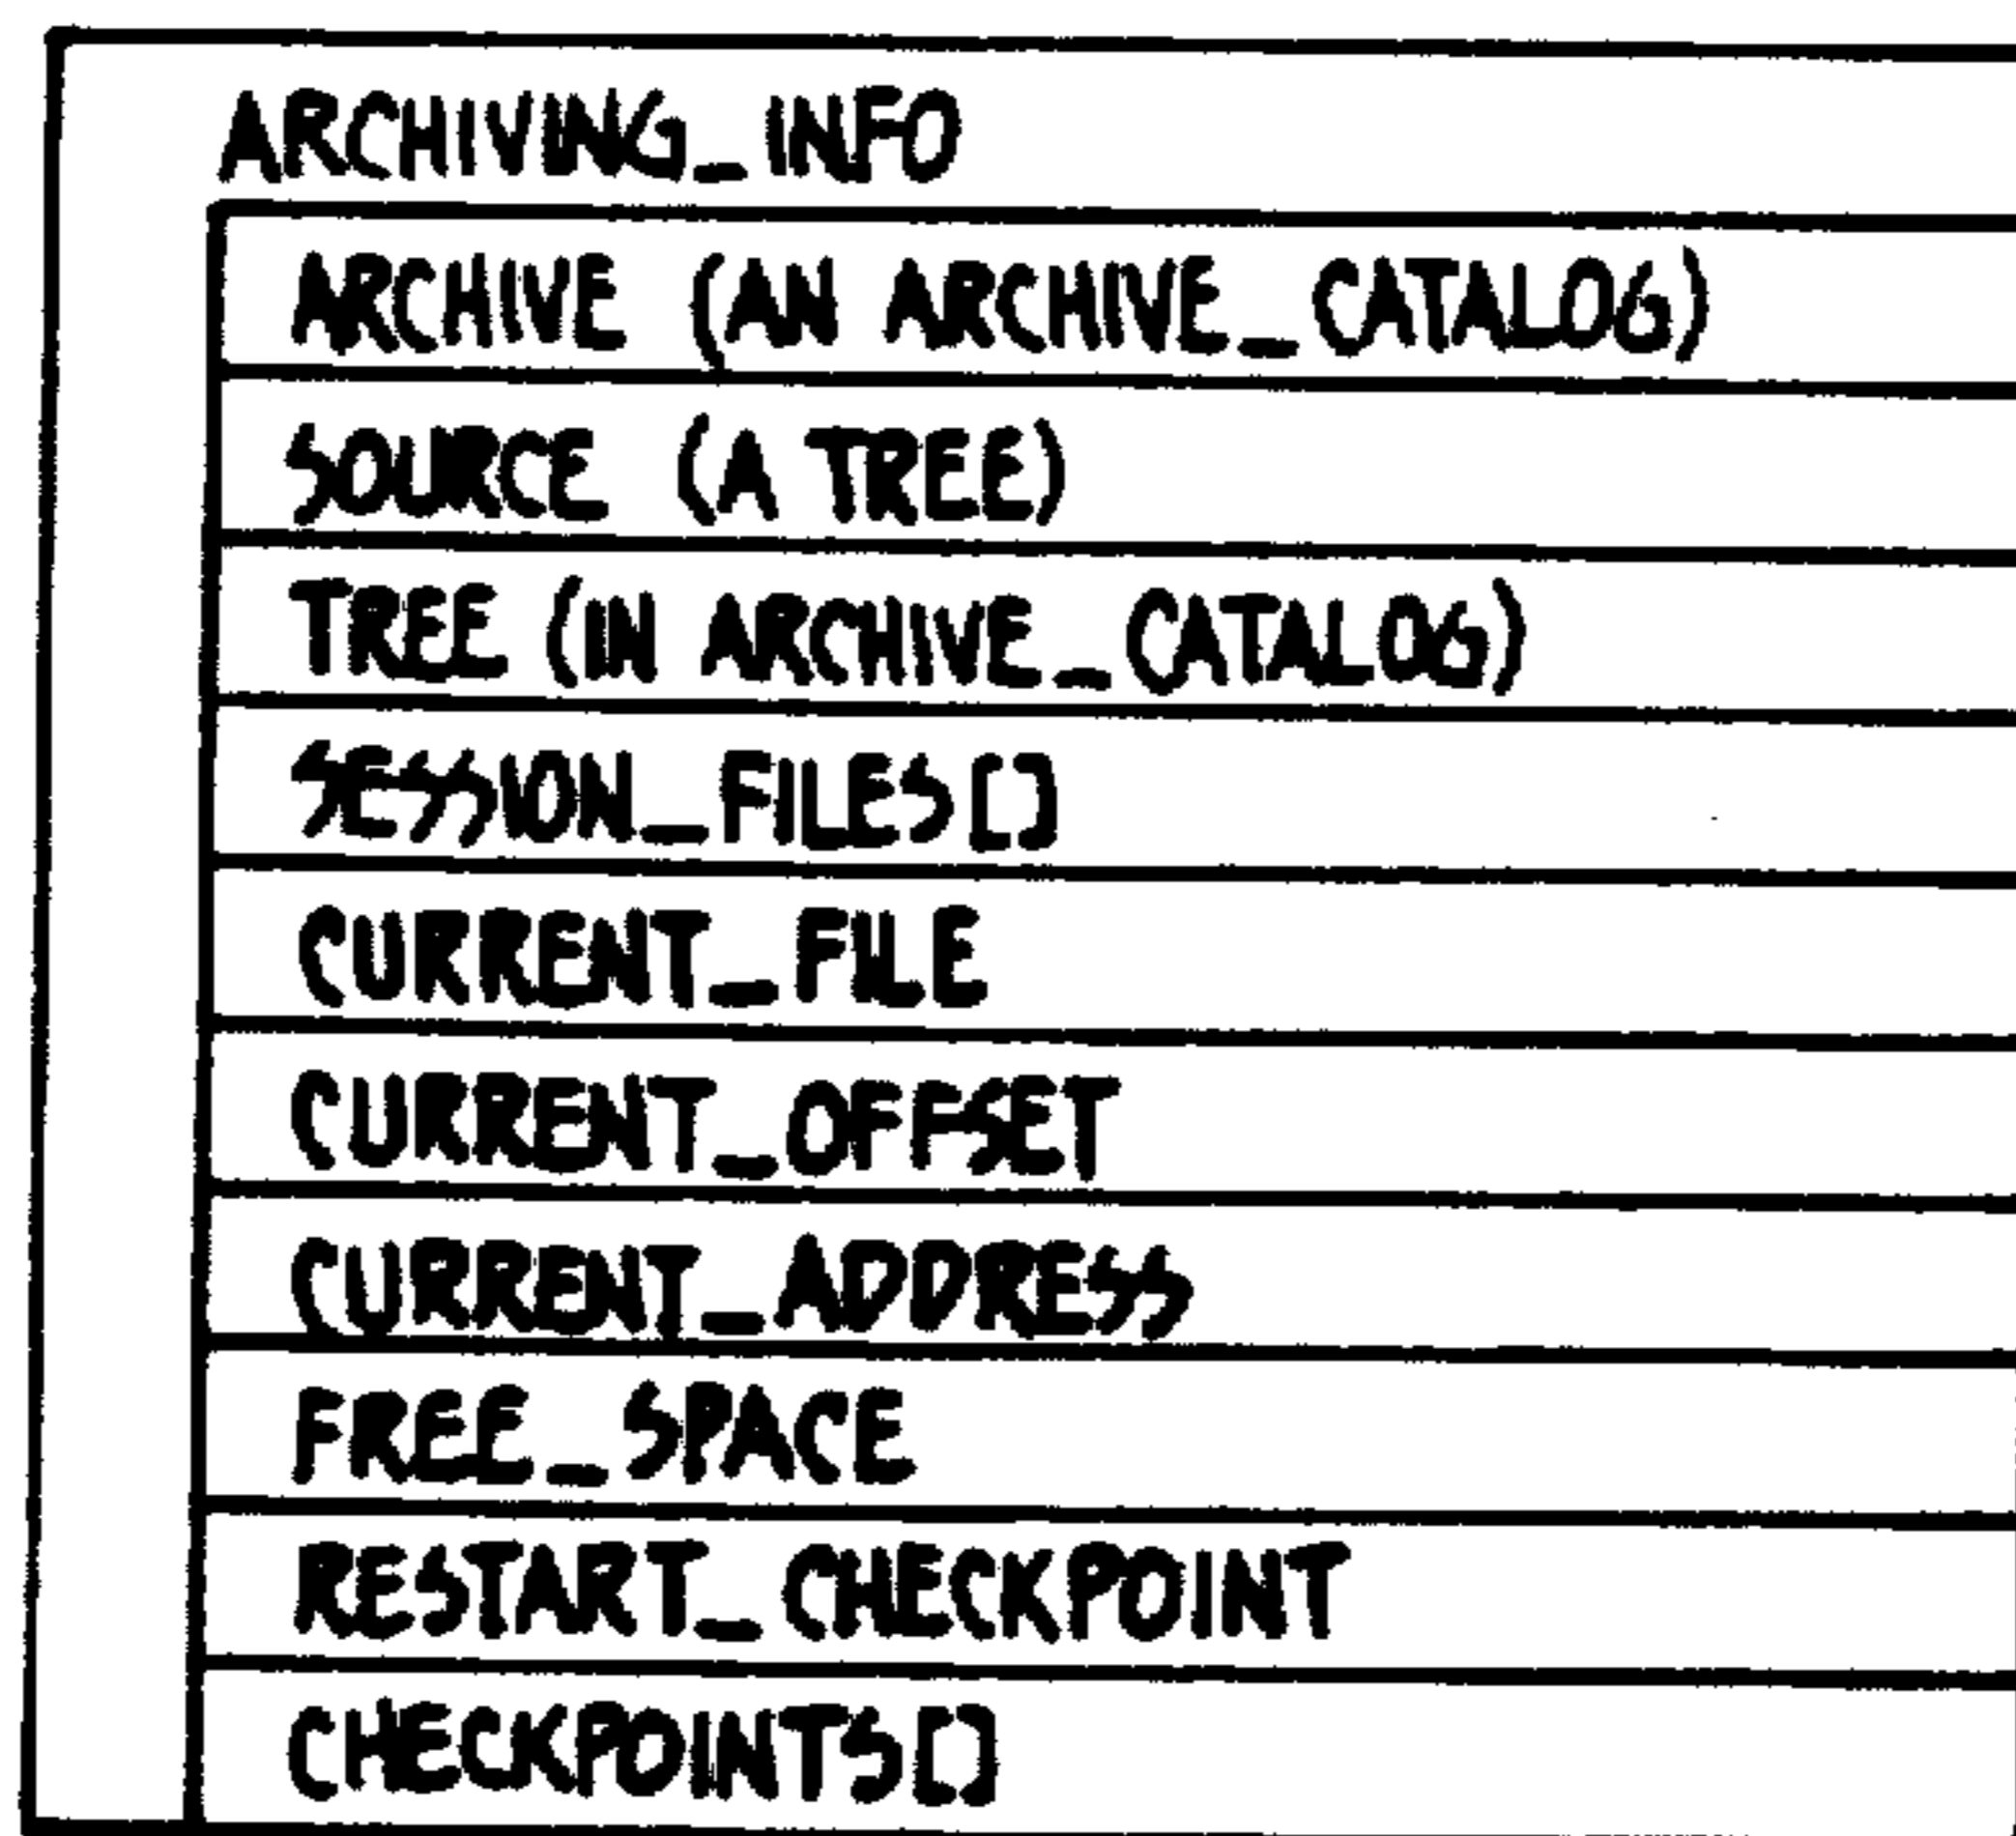 ARCHIVING_INFO
ARCHIVE (AN ARCHIVE_CATALOG)
SOURCE (A TREE)
TREE (IN ARCHIVE_CATALOG)
SESSION_FILES[]
CURRENT_FILE
CURRENT_OFFSET
CURRENT_ADDRESS
FREE_SPACE
RESTART_CHECKPOINT
CHECKPOINTS[]